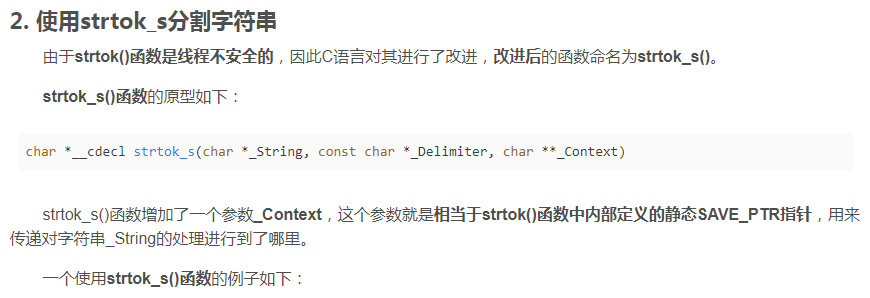 2. 使用strtok_s分割字符串
由于strtok()函数是线程不安全的，因此C语言对其进行了改进，改进后的函数命名为strtok_s()。
strtok_s()函数的原型如下：
char *__cdecl strtok_s(char *_String, const char *_Delimiter, char **_Context)
strtok_s()函数增加了一个参数_Context，这个参数就是相当于strtok()函数中内部定义的静态SAVE_PTR指针，用来
传递对字符串_String的处理进行到了哪里。
一个使用strtok_s()函数的例子如下：